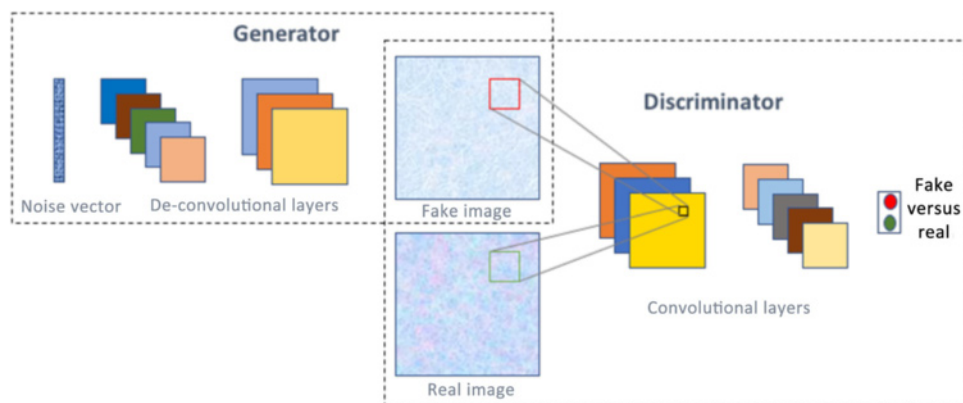 Generator
Discriminator
Noise vector
De-convolutional layers
Fake image
Fake
versus
real
Convolutional layers
Real image